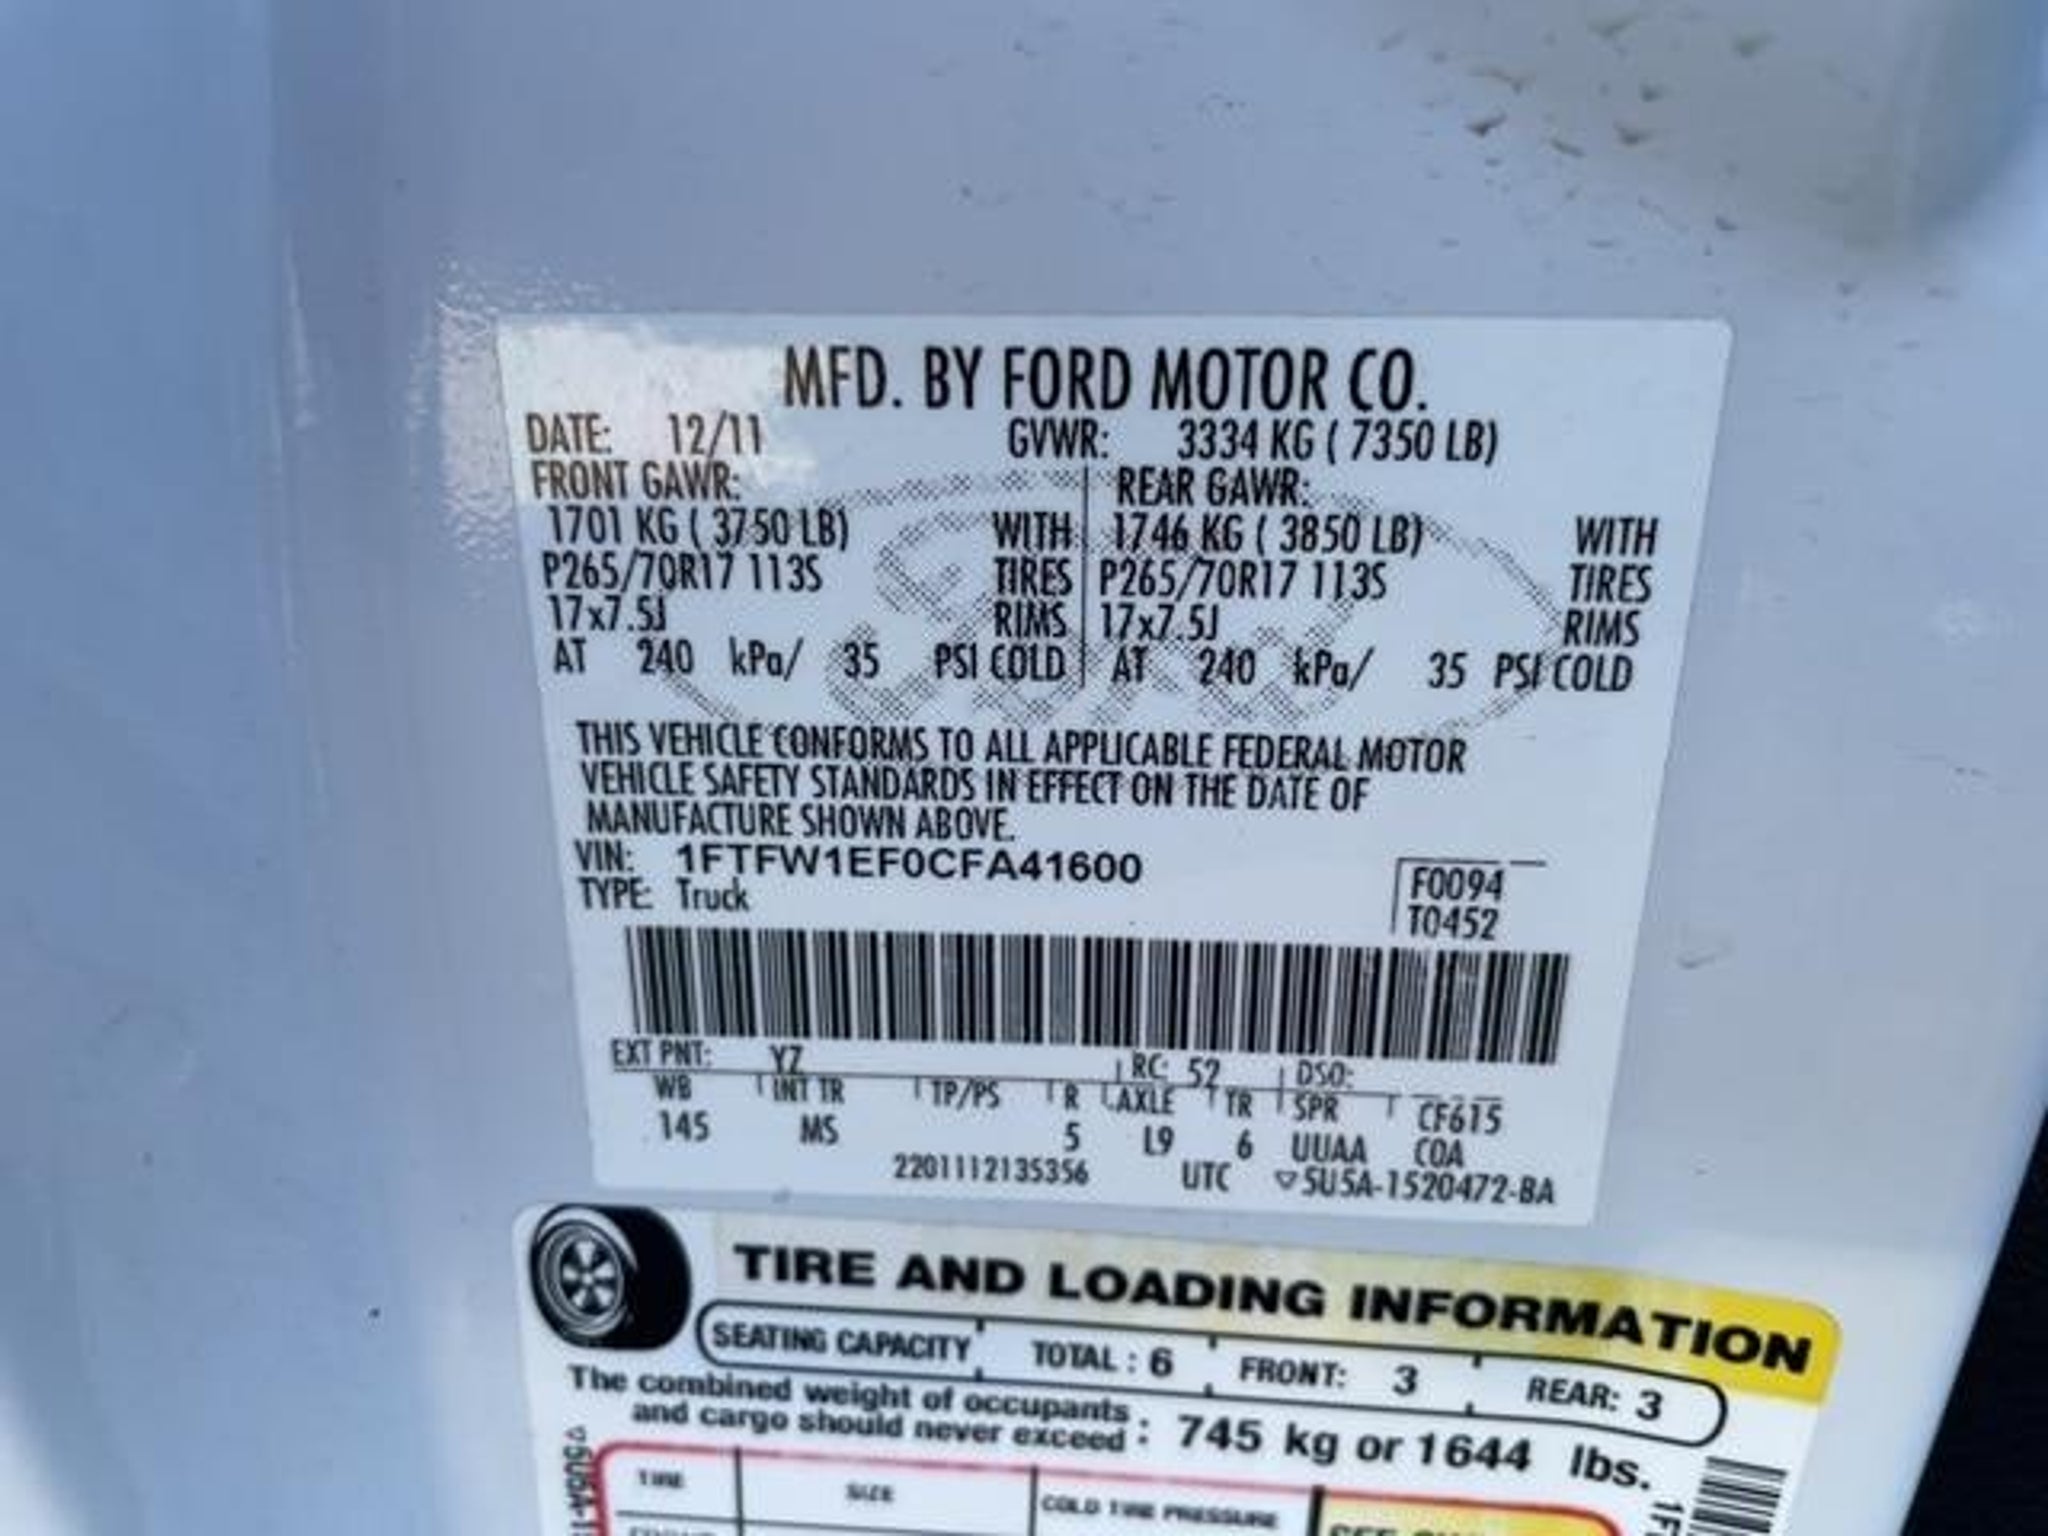 MFD. BY FORD MOTOR CO.
DATE: 12/11 GVWR: 3334 KG ( 7350 LB)
FRONT GAWR: REAR GAWR:
1701 KG ( 3750 LB) WITH 1746 KG ( 3850 LB) WITH
P265/70R17 113S TIRES P265/70R17 113S TIRES
17x7.5J RIMS 17x7.5J RIMS
AT 240 kPa/ 35 PSI COLD AT 240 kPa/ 35 PSI COLD
THIS VEHICLE CONFORMS TO ALL APPLICABLE FEDERAL MOTOR
VEHICLE SAFETY STANDARDS IN EFFECT ON THE DATE OF
MANUFACTURE SHOWN ABOVE.
VIN: 1FTFW1EF0CFA41600 F0094
TYPE: Truck T0452
EXT PNT: YZ RC: 52 DSO:
WB INT TR TP/PS R AXLE TR SPR CF615
145 MS 5 L9 6 UUAA COA
2201112135356 UTC ▽5U5A-1520472-BA
TIRE AND LOADING INFORMATION
SEATING CAPACITY TOTAL : 6 FRONT: 3 REAR: 3
The combined weight of occupants
and cargo should never exceed : 745 kg or 1644 lbs.
TIRE SIZE COLD TIRE PRESSURE